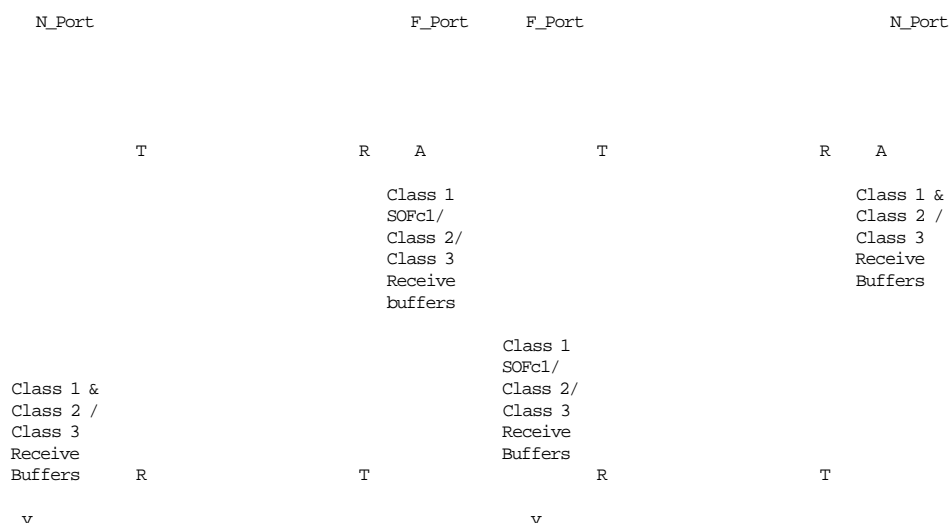 N_Port F_Port F_Port N_Port
T R A T R A
Class 1 Class 1 &
SOFc1/ Class 2 /
Class 2/ Class 3
Class 3 Receive
Receive Buffers
buffers
Class 1
SOFc1/
Class 1 & Class 2/
Class 2 / Class 3
Class 3 Receive
Receive Buffers
Buffers R T R T
V V